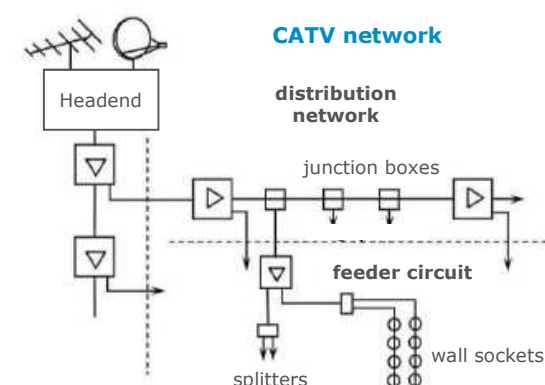 CATV network
Headend
distribution
network
junction boxes
feeder circuit
wall sockets
splitters